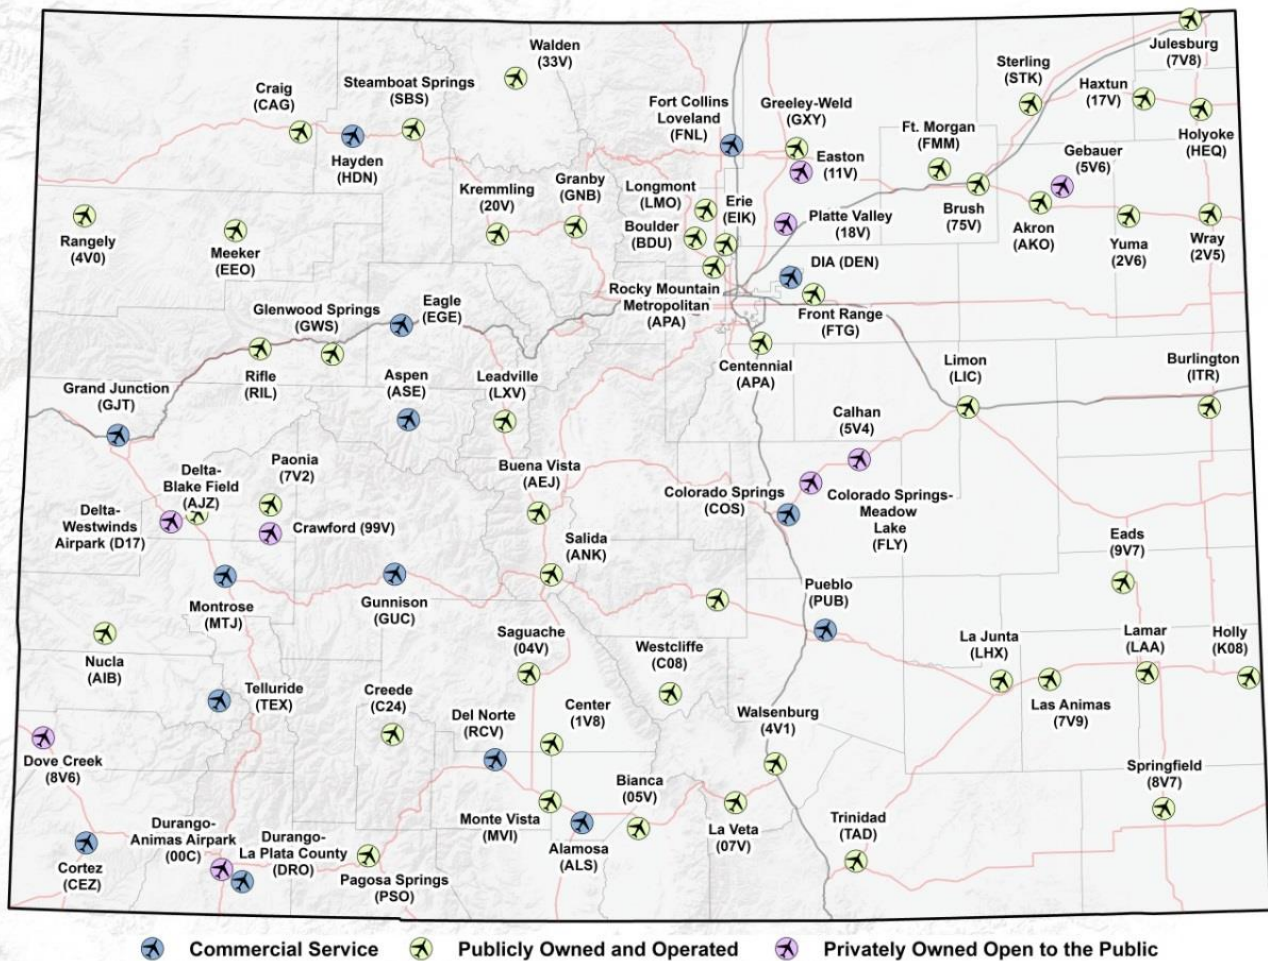 Walden
(33V)
Julesburg
(7V8)
Sterling
(STK)
Haxtun
(17V)
Craig
(CAG)
Steamboat Springs
(SBS)
Fort Collins
Loveland
(FNL)
Greeley-Weld
(GXY)
Ft. Morgan
(FMM)
Holyoke
(HEQ)
Hayden
(HDN)
Easton
(11V)
Gebauer
(5V6)
Kremmling
(20V)
Granby
(GNB)
Longmont
(LMO)
Erie
(EIK)
Boulder
(BDU)
Platte Valley
(18V)
Brush
(75V)
Akron
(AKO)
Yuma
(2V6)
Wray
(2V5)
Rangely
(4V0)
Meeker
(EEO)
DIA (DEN)
Rocky Mountain
Metropolitan
(APA)
Front Range
(FTG)
Glenwood Springs
(GWS)
Eagle
(EGE)
Rifle
(RIL)
Aspen
(ASE)
Leadville
(LXV)
Centennial
(APA)
Limon
(LIC)
Burlington
(ITR)
Grand Junction
(GJT)
Calhan
(5V4)
Delta-
Blake Field
(AJZ)
Paonia
(7V2)
Buena Vista
(AEJ)
Colorado Springs
(COS)
Colorado Springs-
Meadow
Lake
(FLY)
Delta-
Westwinds
Airpark (D17)
Crawford (99V)
Salida
(ANK)
Eads
(9V7)
Montrose
(MTJ)
Gunnison
(GUC)
Pueblo
(PUB)
Nucla
(AIB)
Saguache
(04V)
Westcliffe
(C08)
La Junta
(LHX)
Lamar
(LAA)
Holly
(K08)
Telluride
(TEX)
Creede
(C24)
Del Norte
(RCV)
Center
(1V8)
Walsenburg
(4V1)
Las Animas
(7V9)
Dove Creek
(8V6)
Bianca
(05V)
Springfield
(8V7)
Durango-
Animas Airpark
(00C)
Durango-
La Plata County
(DRO)
Monte Vista
(MVI)
Alamosa
(ALS)
La Veta
(07V)
Trinidad
(TAD)
Cortez
(CEZ)
Pagosa Springs
(PSO)
Commercial Service
Publicly Owned and Operated
Privately Owned Open to the Public